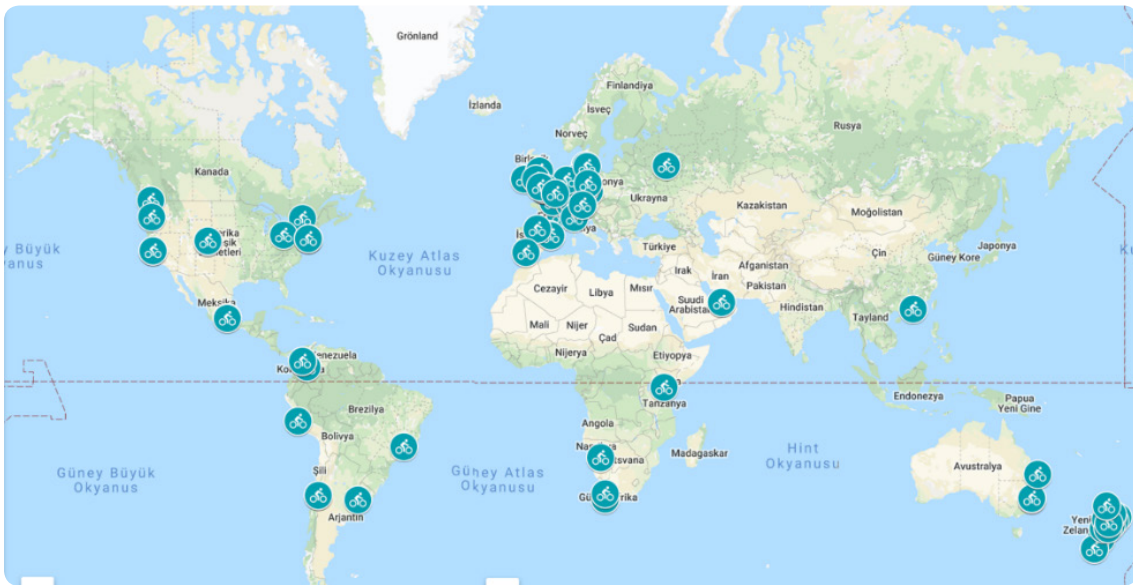 Grönland
İzlanda
Finlandiya
İsveç
Norveç
Rusya
Kanada
Ukrayna
Kazakistan
Moğolistan
Kuzey Atlas
Okyanusu
Türkiye
Çin
Japonya
Güney Kore
Afganistan
Irak
İran
Pakistan
Cezayir
Libya
Mısır
Suudi
Arabistan
Hindistan
Meksika
Mali
Nijer
Çad
Sudan
Tayland
Nijerya
Etiyopya
Brezilya
Tanzanya
Endonezya
Papua
Yeni Gine
Bolivya
Angola
Madagaskar
Hint
Okyanusu
Güney Büyük
Okyanus
Şili
Güney Atlas
Okyanusu
Avustralya
Arjantin